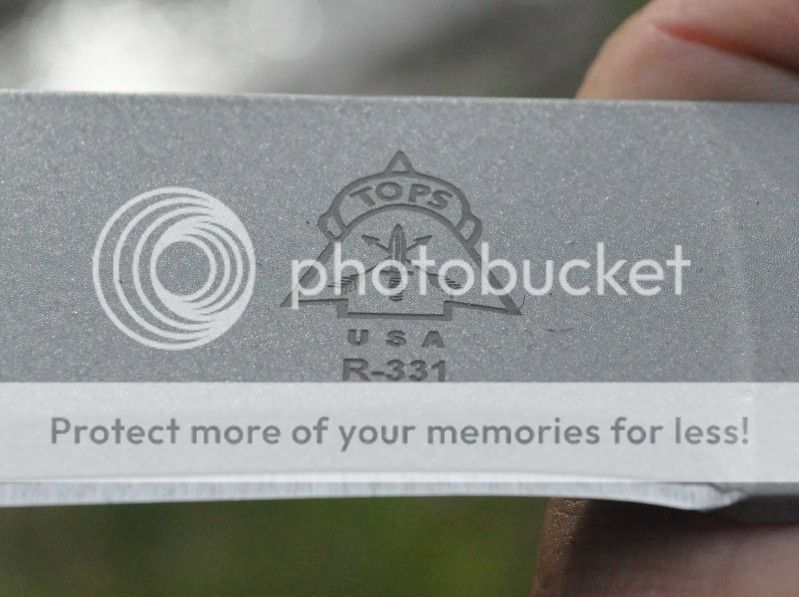 TOPS
photobucket
USA
R-331
Protect more of your memories for less!